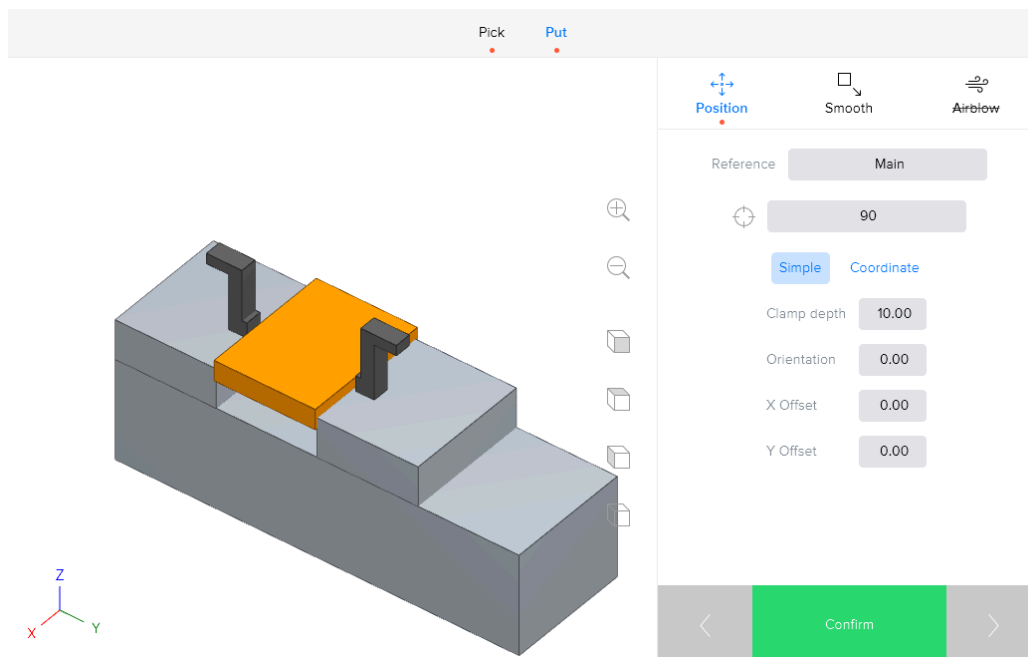 Pick Put
Position Smooth Airblow
Reference Main
90
Simple Coordinate
Clamp depth 10.00
Orientation 0.00
X Offset 0.00
Y Offset 0.00
Z
X Y
Confirm